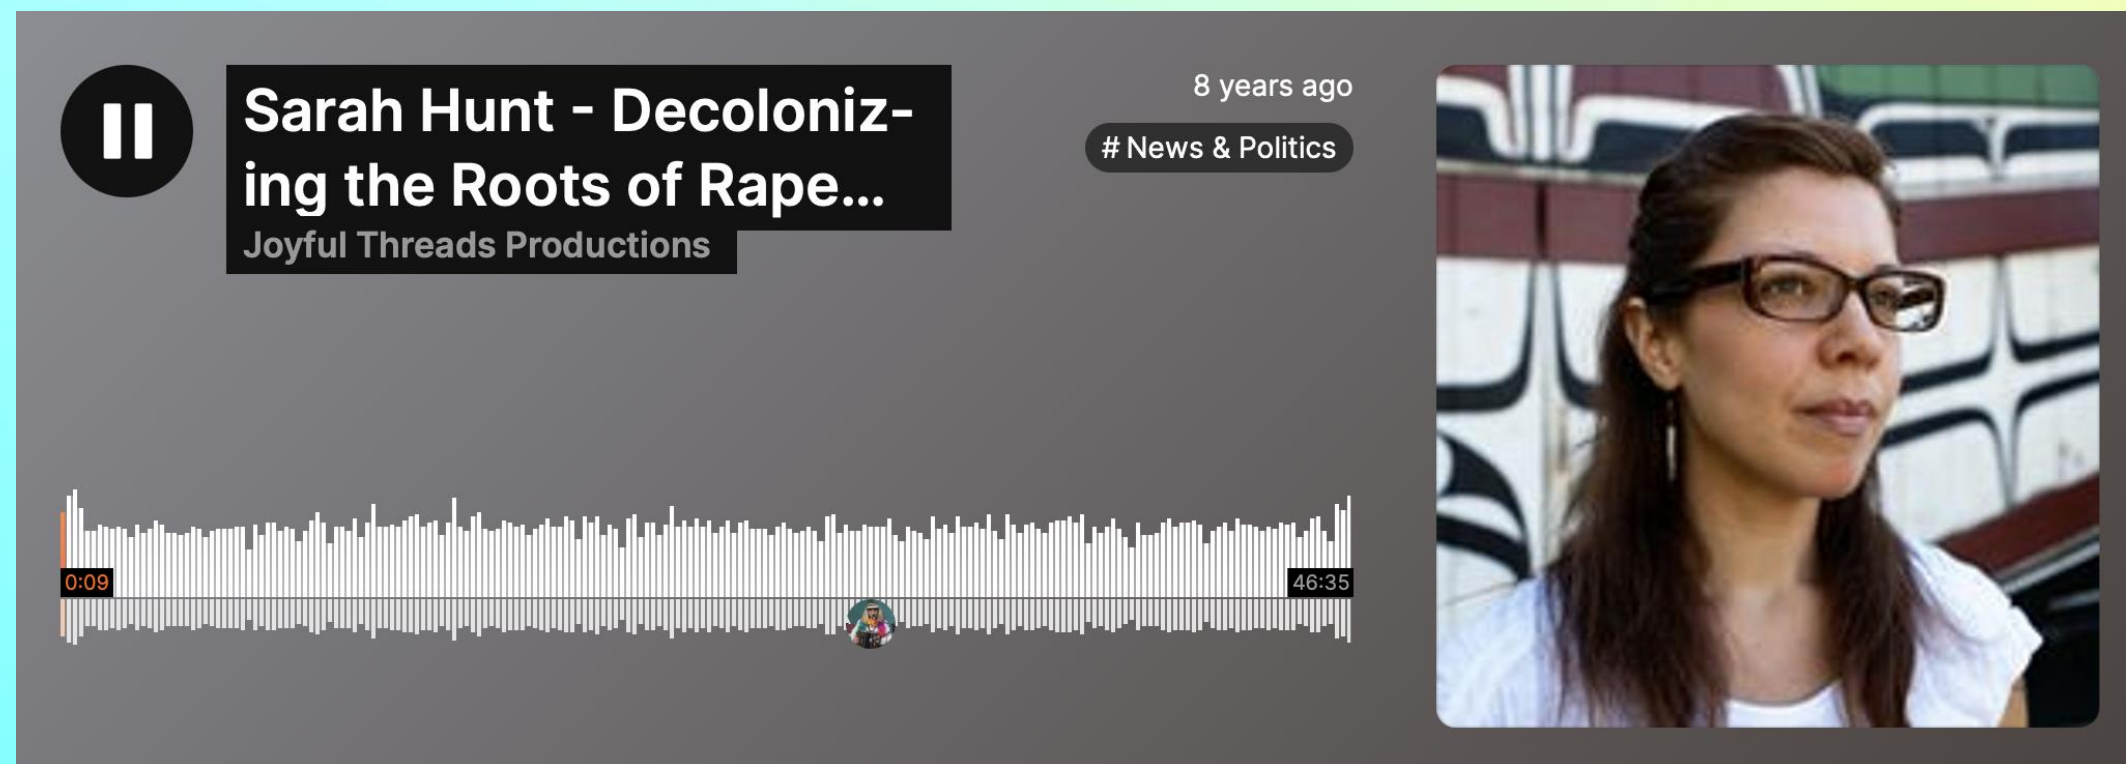 Sarah Hunt - Decoloniz-
ing the Roots of Rape...
Joyful Threads Productions
8 years ago
# News & Politics
0:09
46:35